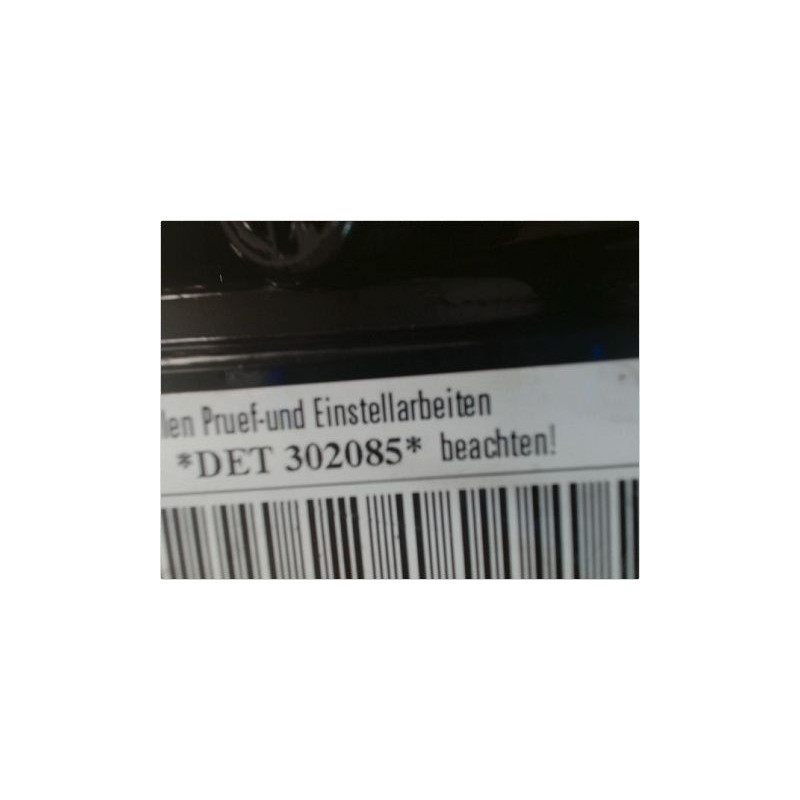 len Pruef-und Einstellarbeiten
*DET 302085* beachten!